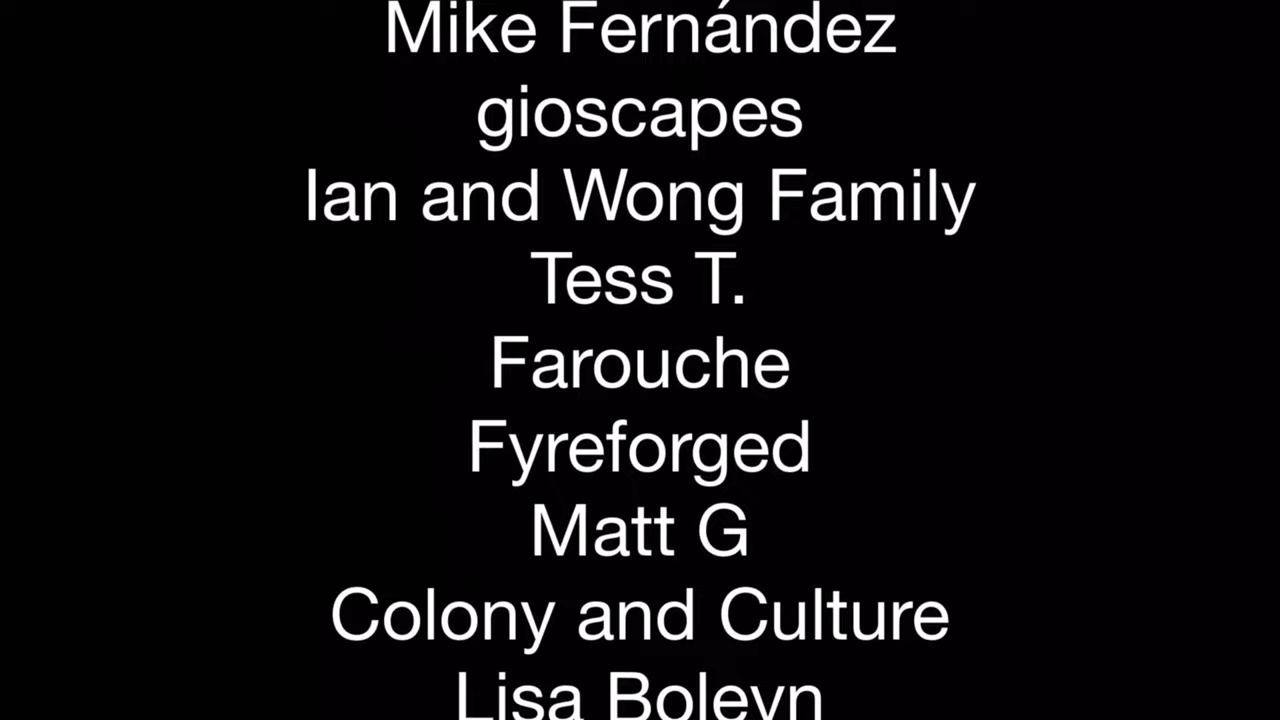 Mike Fernández
gioscapes
Ian and Wong Family
Tess T.
Farouche
Fyreforged
Matt G
Colony and Culture
Lisa Boleyn